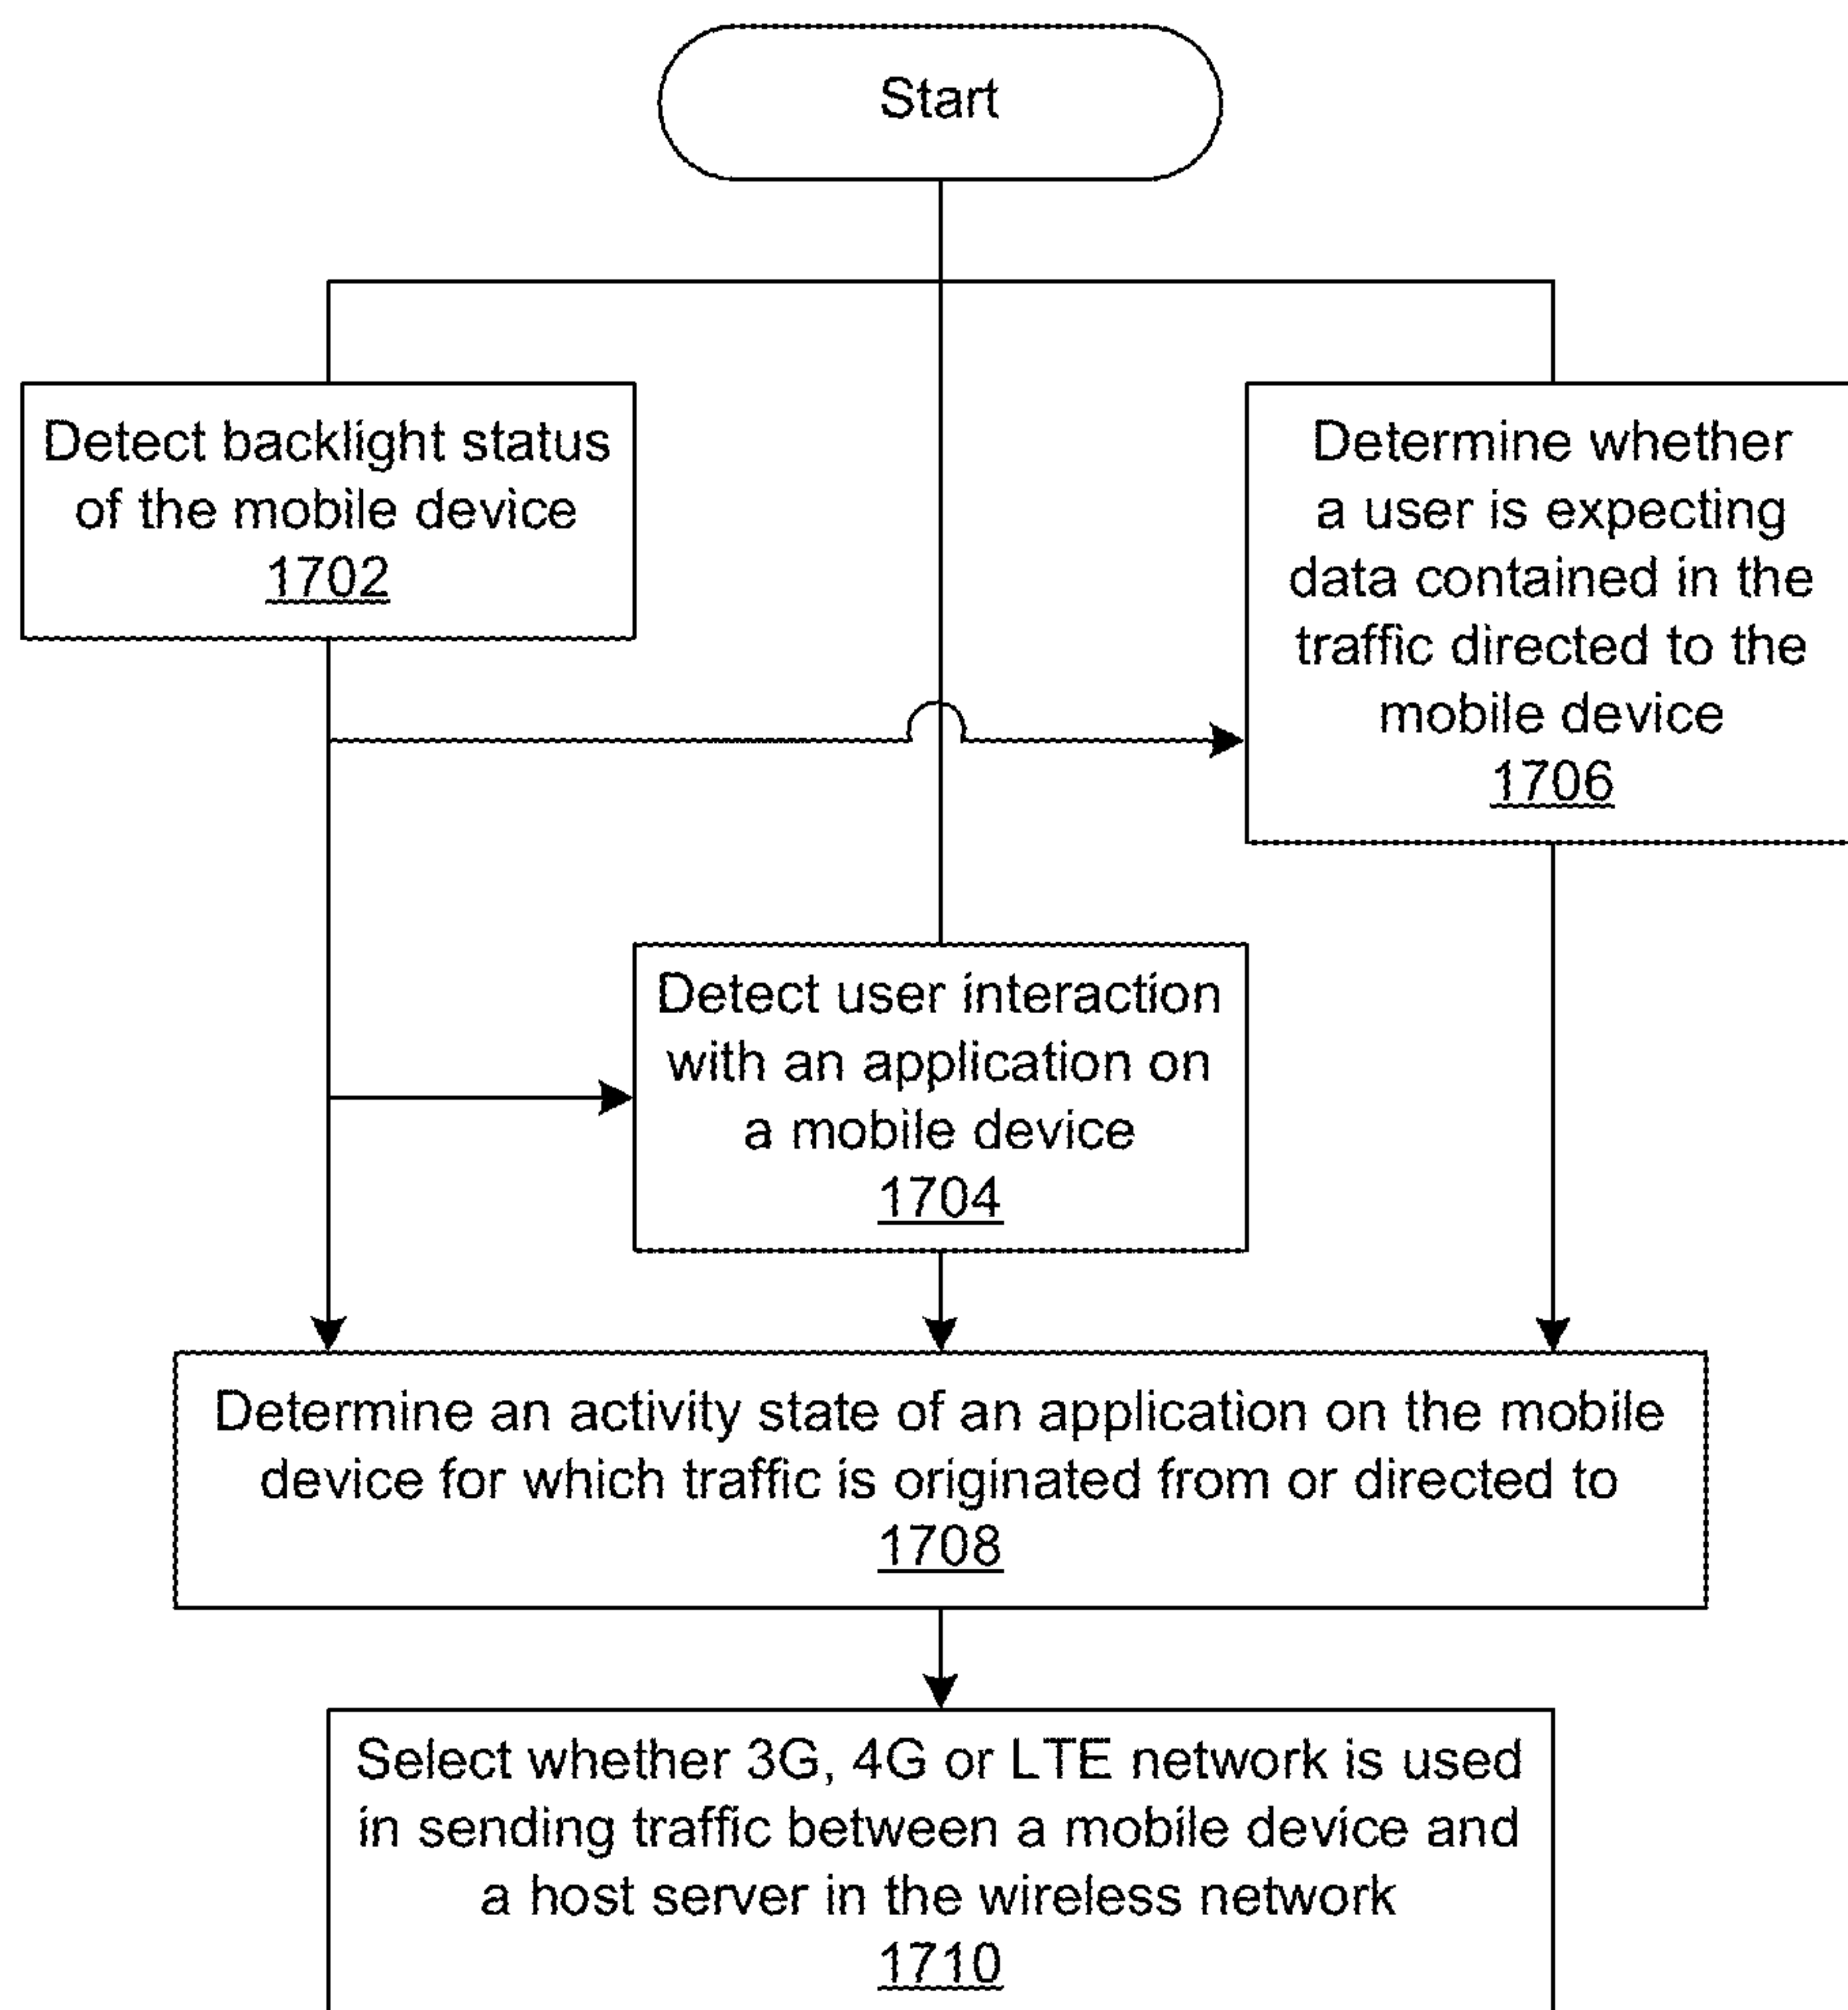 Start
Detect backlight status
of the mobile device
1702
Determine whether
a user is expecting
data contained in the
traffic directed to the
mobile device
1706
Detect user interaction
with an application on
a mobile device
1704
Determine an activity state of an application on the mobile
device for which traffic is originated from or directed to
1708
Select whether 3G, 4G or LTE network is used
in sending traffic between a mobile device and
a host server in the wireless network
1710